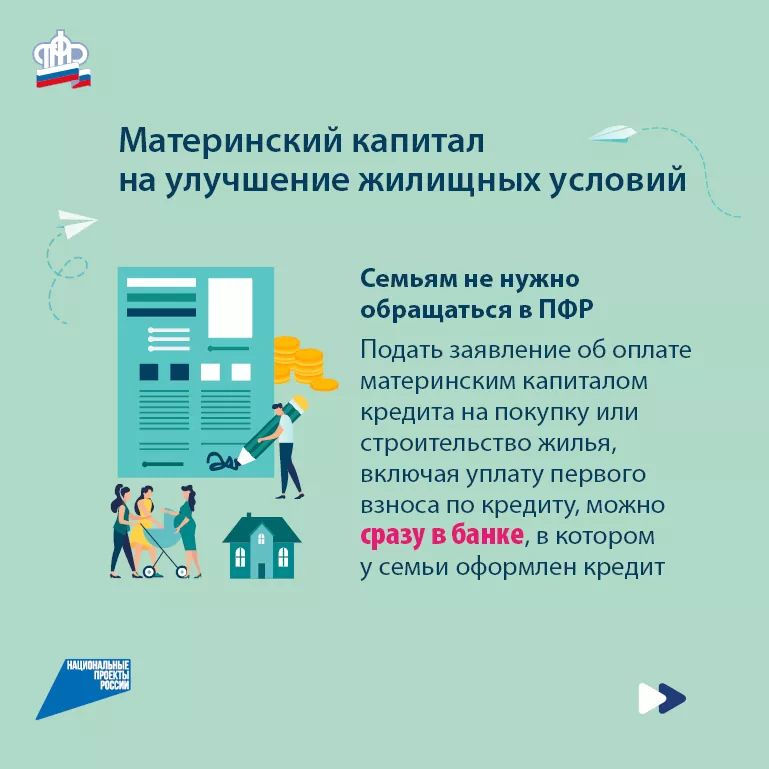 ПФР
Материнский капитал
на улучшение жилищных условий
Семьям не нужно
обращаться в ПФР
Подать заявление об оплате
материнским капиталом
кредита на покупку или
строительство жилья,
включая уплату первого
взноса по кредиту, можно
сразу в банке, в котором
у семьи оформлен кредит
НАЦИОНАЛЬНЫЕ
ПРОЕКТЫ
РОССИИ